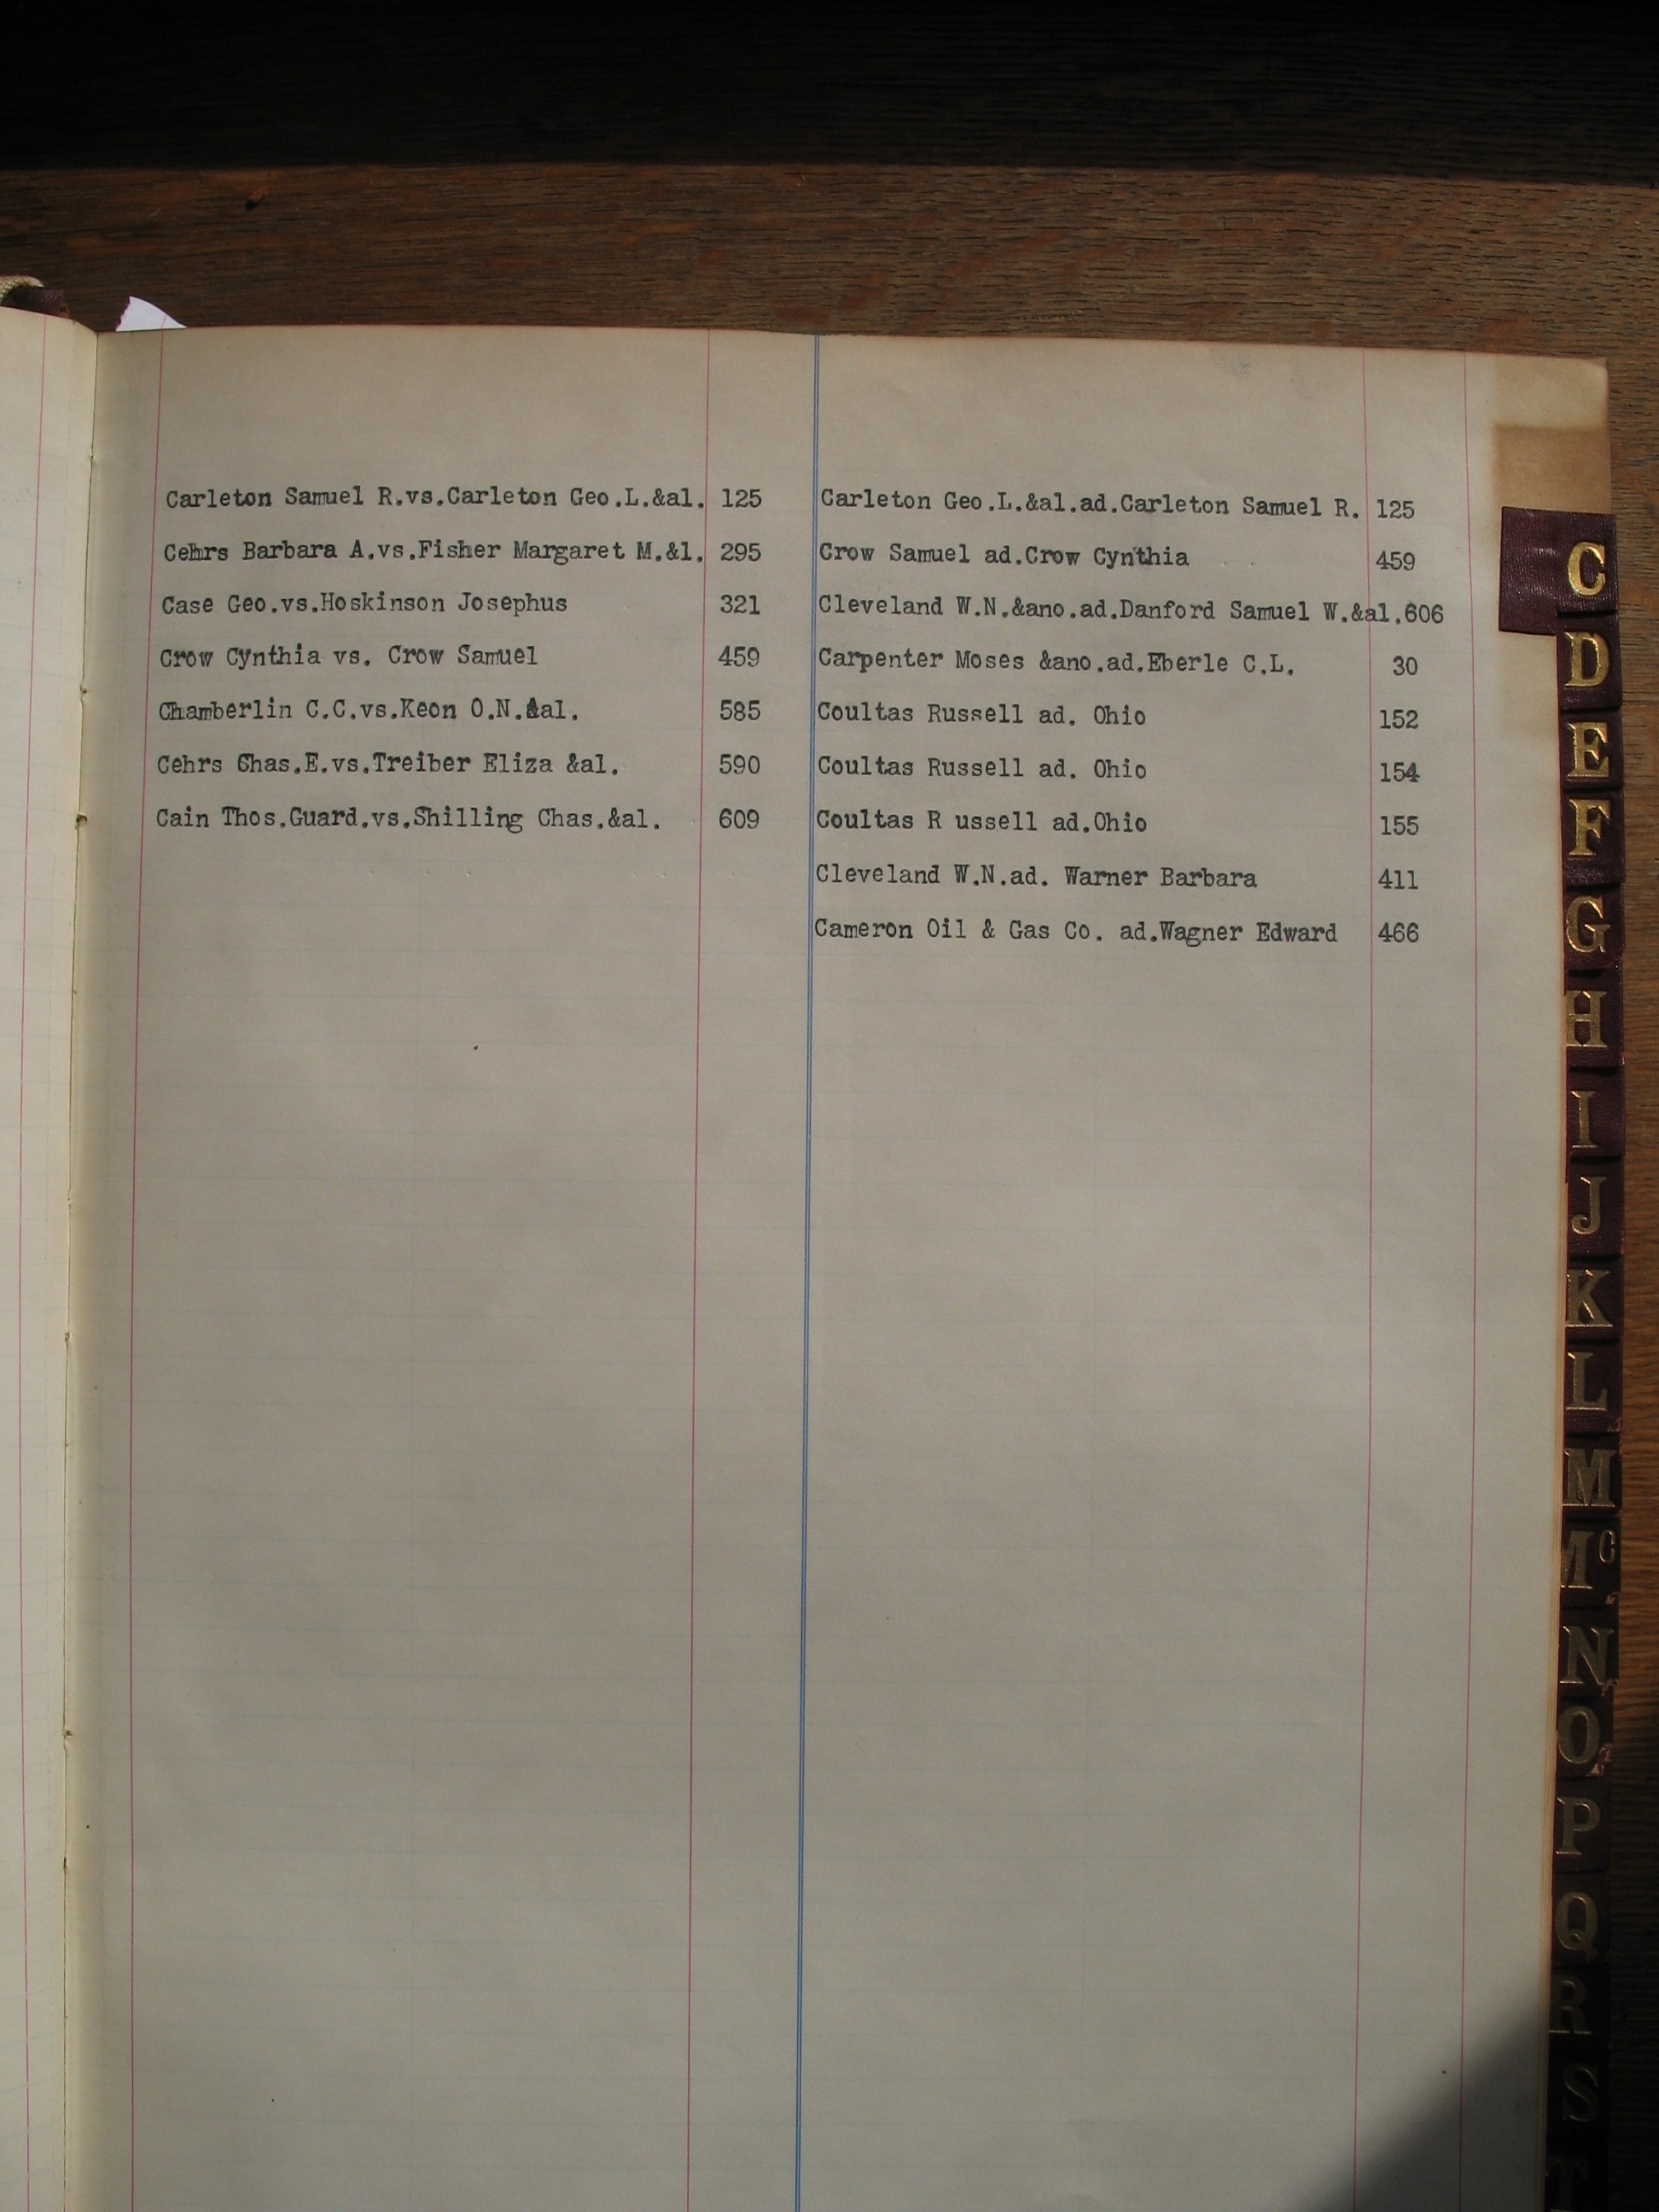 Carleton Samuel R.vs.Carleton Geo.L.&al. 125
Cehrs Barbara A.vs.Fisher Margaret M.&l. 295
Case Geo.vs.Hoskinson Josephus 321
Crow Cynthia vs. Crow Samuel 459
Chamberlin C.C.vs.Keon O.N.&al. 585
Cehrs Chas.E.vs.Treiber Eliza &al. 590
Cain Thos.Guard.vs.Shilling Chas.&al. 609
Carleton Geo.L.&al.ad.Carleton Samuel R. 125
Crow Samuel ad.Crow Cynthia 459
Cleveland W.N.&ano.ad.Danford Samuel W.&al.606
Carpenter Moses &ano.ad.Eberle C.L. 30
Coultas Russell ad. Ohio 152
Coultas Russell ad. Ohio 154
Coultas R ussell ad.Ohio 155
Cleveland W.N.ad. Warner Barbara 411
Cameron Oil & Gas Co. ad.Wagner Edward 466
C
D
E
F
G
H
I
J
K
L
M
Mc
N
O
P
Q
R
S
T